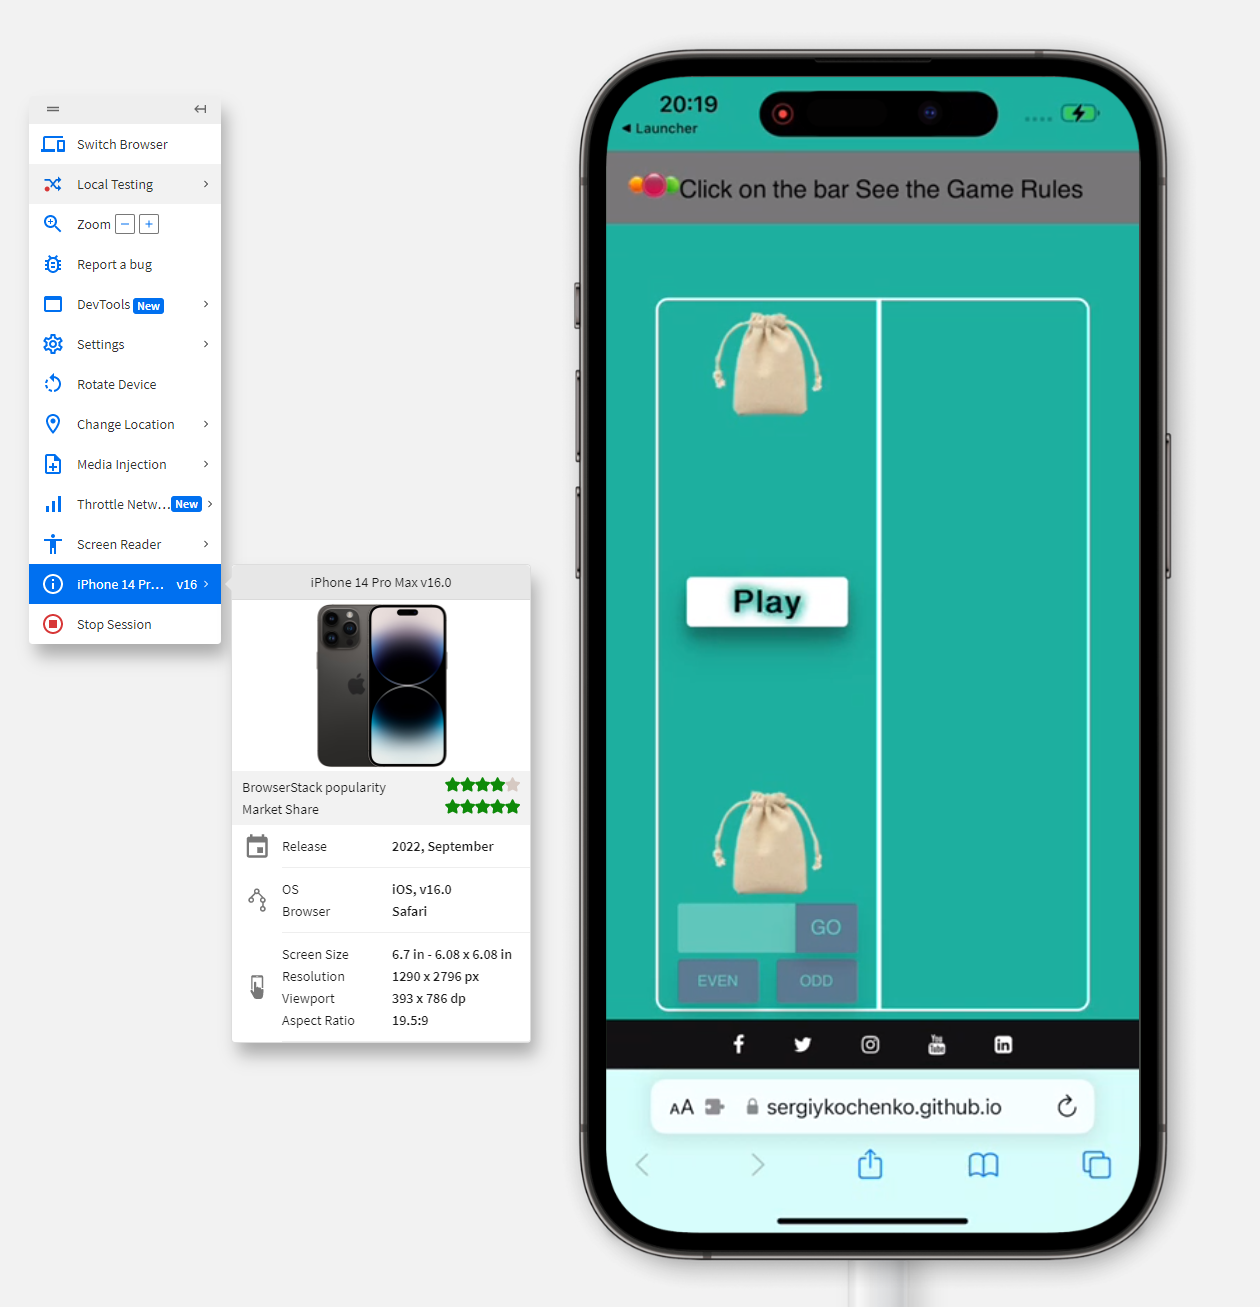 Switch Browser
Local Testing
Zoom
Report a bug
DevTools New
Settings
Rotate Device
Change Location
Media Injection
Throttle Netw... New
Screen Reader
iPhone 14 Pr... v16
Stop Session
iPhone 14 Pro Max v16.0
BrowserStack popularity
Market Share
Release 2022, September
OS iOS, v16.0
Browser Safari
Screen Size 6.7 in - 6.08 x 6.08 in
Resolution 1290 x 2796 px
Viewport 393 x 786 dp
Aspect Ratio 19.5:9
20:19
◀ Launcher
Click on the bar See the Game Rules
Play
GO
EVEN ODD
You Tube
AA sergiykochenko.github.io